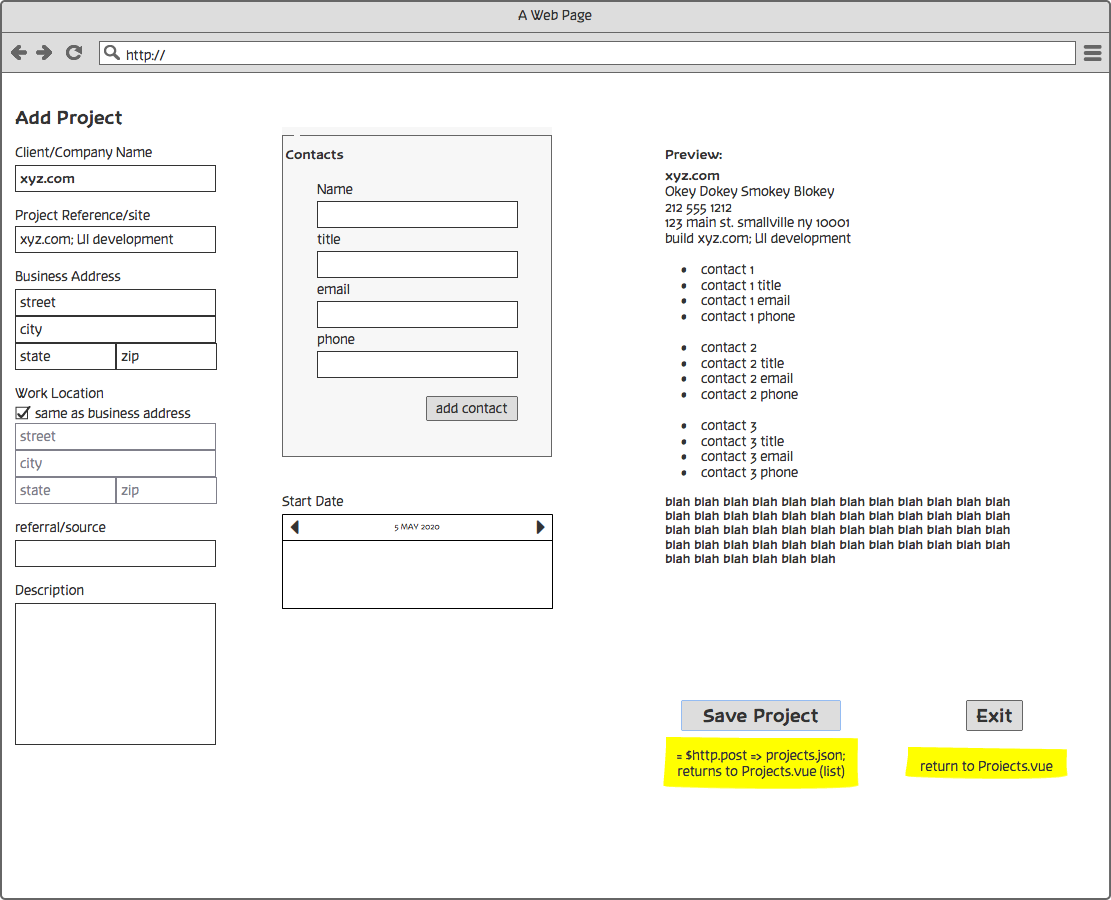 A Web Page
http://
Add Project
Client/Company Name
xyz.com
Project Reference/site
xyz.com; UI development
Business Address
street
city
state zip
Work Location
same as business address
street
city
state zip
referral/source
Description
Contacts
Name
title
email
phone
add contact
Start Date
5 MAY 2020
Preview:
xyz.com
Okey Dokey Smokey Blokey
212 555 1212
123 main st. smallville ny 10001
build xyz.com; UI development
• contact 1
• contact 1 title
• contact 1 email
• contact 1 phone
• contact 2
• contact 2 title
• contact 2 email
• contact 2 phone
• contact 3
• contact 3 title
• contact 3 email
• contact 3 phone
blah blah blah blah blah blah blah blah blah blah blah blah
blah blah blah blah blah blah blah blah blah blah blah blah
blah blah blah blah blah blah blah blah blah blah blah blah
blah blah blah blah blah blah blah blah blah blah blah blah
blah blah blah blah blah blah
Save Project
= $http.post => projects.json;
returns to Projects.vue (list)
Exit
return to Projects.vue